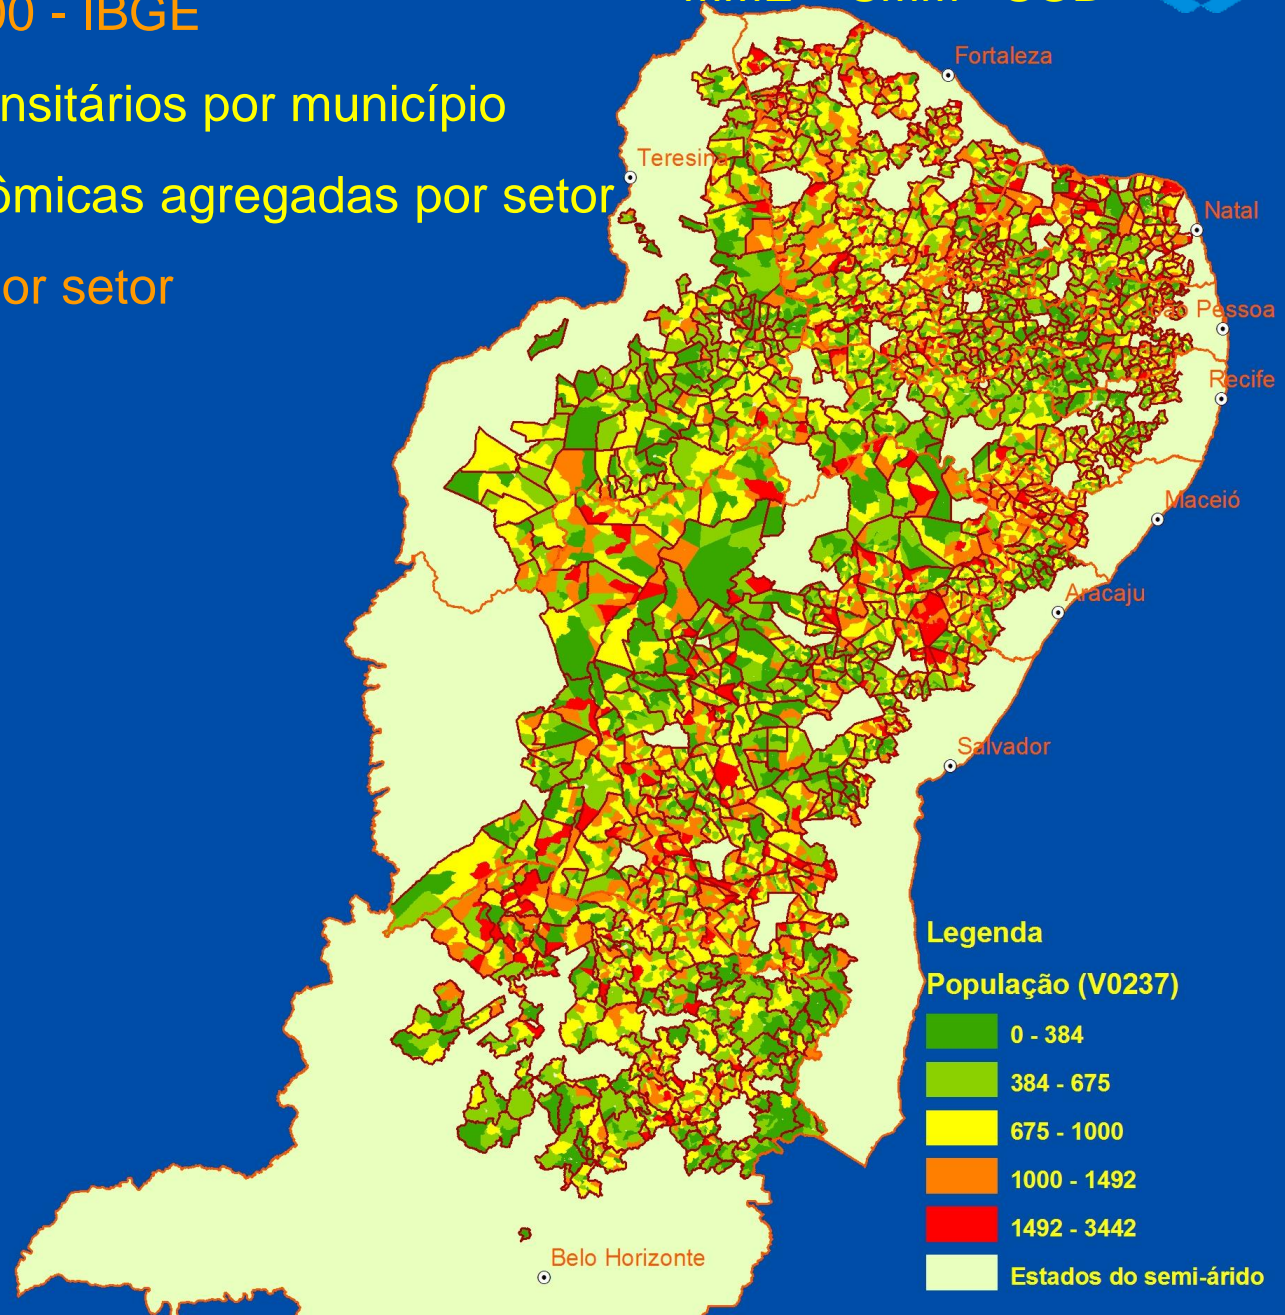 00 - IBGE
nsitários por município
ômicas agregadas por setor
or setor
Fortaleza
Teresina
Natal
João Pessoa
Recife
Maceió
Aracaju
Salvador
Belo Horizonte
Legenda
População (V0237)
0 - 384
384 - 675
675 - 1000
1000 - 1492
1492 - 3442
Estados do semi-árido